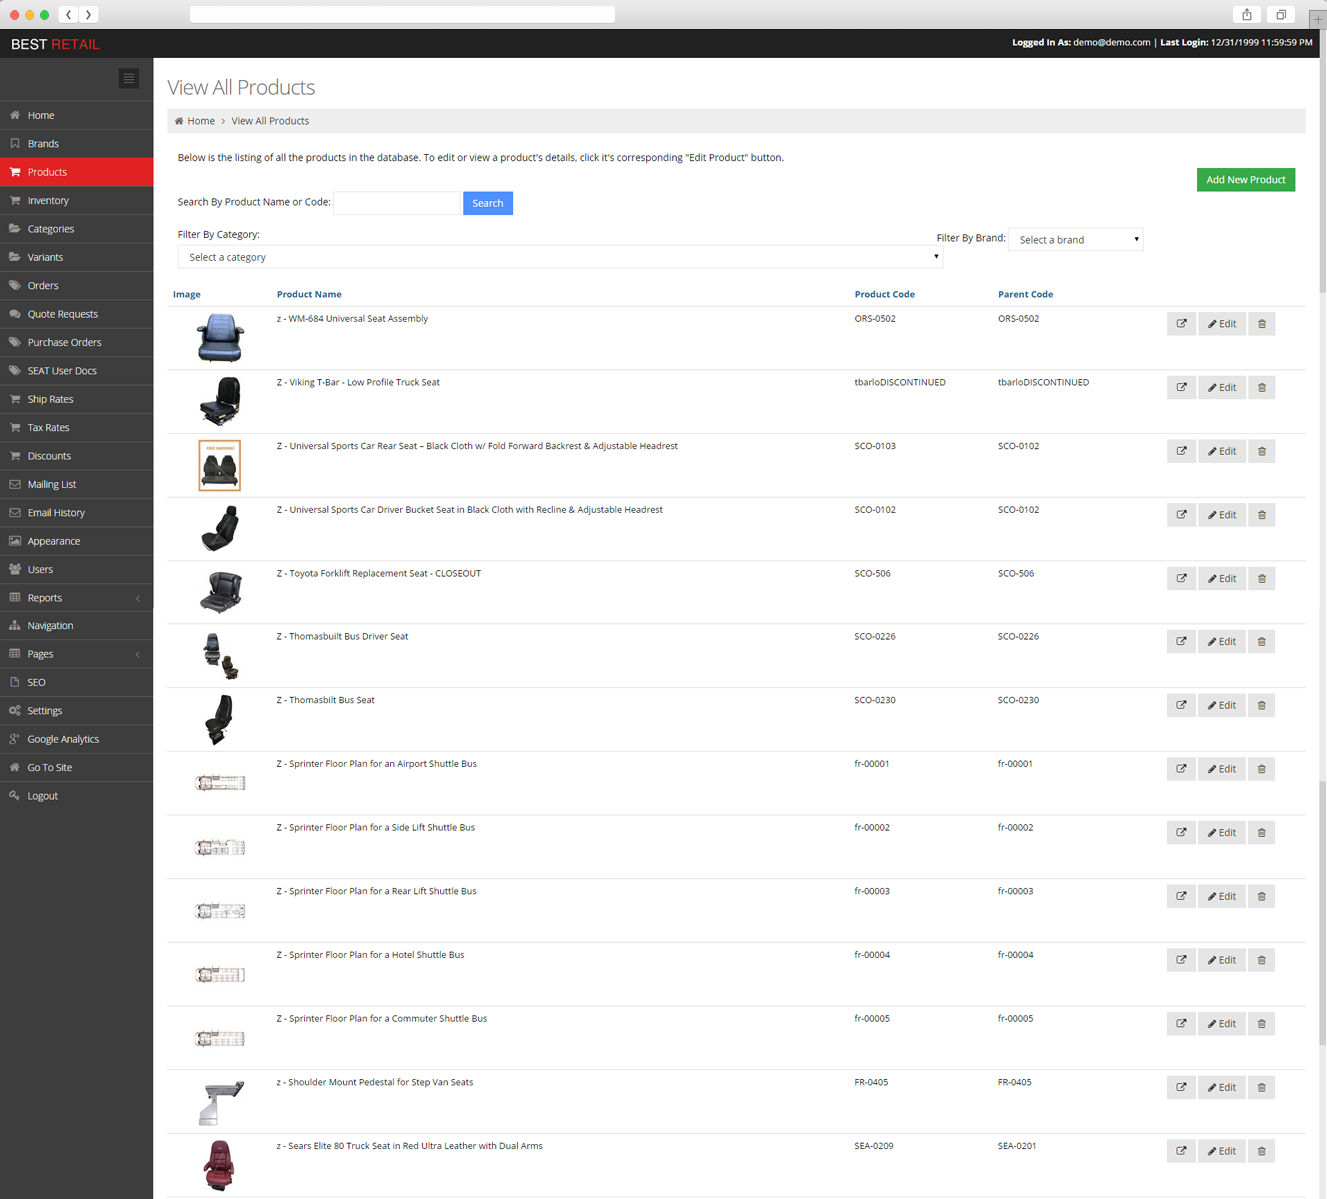 BEST RETAIL
Logged In As: demo@demo.com | Last Login: 12/31/1999 11:59:59 PM
Home
Brands
Products
Inventory
Categories
Variants
Orders
Quote Requests
Purchase Orders
SEAT User Docs
Ship Rates
Tax Rates
Discounts
Mailing List
Email History
Appearance
Users
Reports
Navigation
Pages
SEO
Settings
Google Analytics
Go To Site
Logout
View All Products
Home > View All Products
Below is the listing of all the products in the database. To edit or view a product's details, click it's corresponding "Edit Product" button.
Add New Product
Search By Product Name or Code: Search
Filter By Category:
Select a category
Filter By Brand: Select a brand
Image Product Name Product Code Parent Code
z - WM-684 Universal Seat Assembly ORS-0502 ORS-0502 Edit
Z - Viking T-Bar - Low Profile Truck Seat tbarloDISCONTINUED tbarloDISCONTINUED Edit
FREE SHIPPING!
Z - Universal Sports Car Rear Seat – Black Cloth w/ Fold Forward Backrest & Adjustable Headrest SCO-0103 SCO-0102 Edit
Z - Universal Sports Car Driver Bucket Seat in Black Cloth with Recline & Adjustable Headrest SCO-0102 SCO-0102 Edit
Z - Toyota Forklift Replacement Seat - CLOSEOUT SCO-506 SCO-506 Edit
Z - Thomasbuilt Bus Driver Seat SCO-0226 SCO-0226 Edit
Z - Thomasbilt Bus Seat SCO-0230 SCO-0230 Edit
Z - Sprinter Floor Plan for an Airport Shuttle Bus fr-00001 fr-00001 Edit
Z - Sprinter Floor Plan for a Side Lift Shuttle Bus fr-00002 fr-00002 Edit
Z - Sprinter Floor Plan for a Rear Lift Shuttle Bus fr-00003 fr-00003 Edit
Z - Sprinter Floor Plan for a Hotel Shuttle Bus fr-00004 fr-00004 Edit
Z - Sprinter Floor Plan for a Commuter Shuttle Bus fr-00005 fr-00005 Edit
z - Shoulder Mount Pedestal for Step Van Seats FR-0405 FR-0405 Edit
z - Sears Elite 80 Truck Seat in Red Ultra Leather with Dual Arms SEA-0209 SEA-0201 Edit